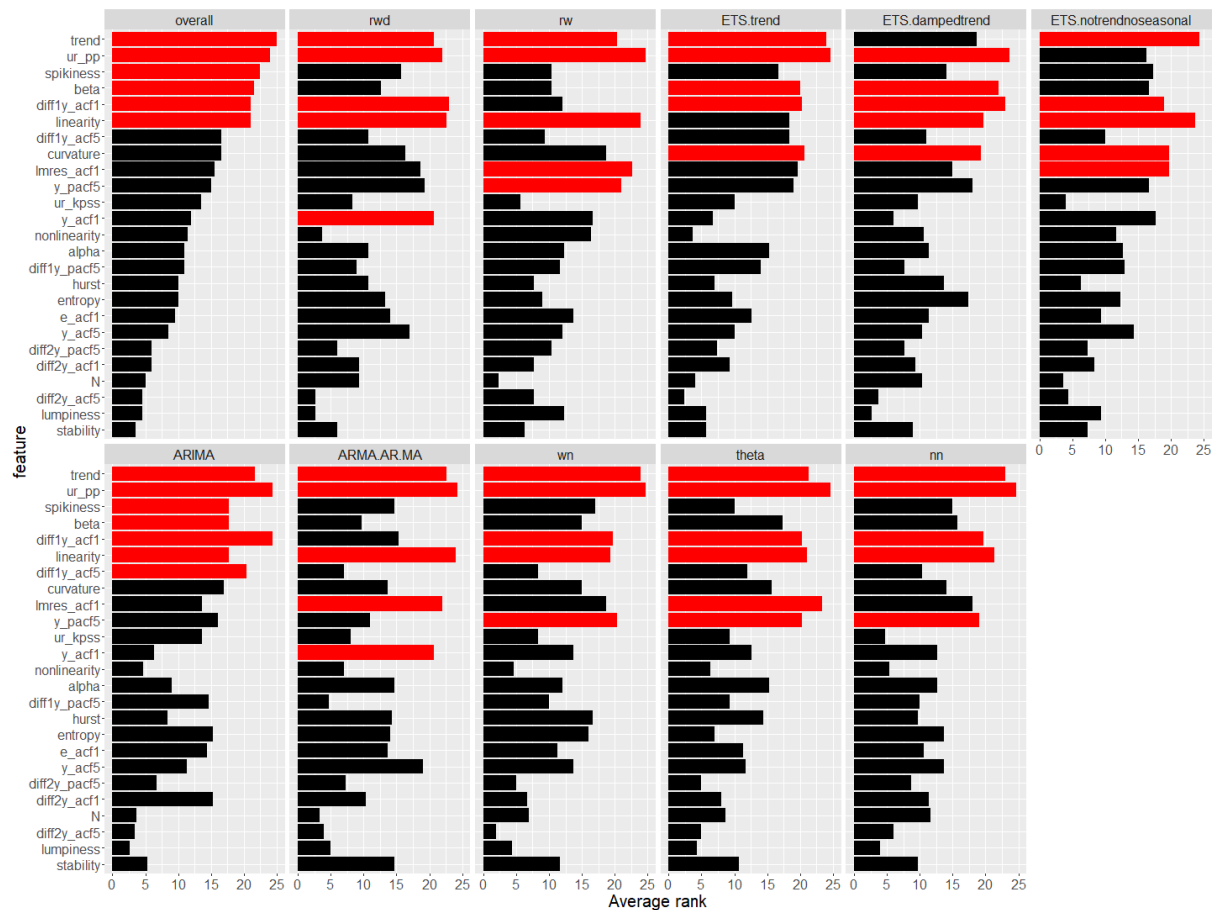 overall rwd rw ETS.trend ETS.dampedtrend ETS.notrendnoseasonal
trend
ur_pp
spikiness
beta
diff1y_acf1
linearity
diff1y_acf5
curvature
lmres_acf1
y_pacf5
ur_kpss
y_acf1
nonlinearity
alpha
diff1y_pacf5
hurst
entropy
e_acf1
y_acf5
diff2y_pacf5
diff2y_acf1
N
diff2y_acf5
lumpiness
stability
0 5 10 15 20 25
feature
ARIMA ARMA.AR.MA wn theta nn
trend
ur_pp
spikiness
beta
diff1y_acf1
linearity
diff1y_acf5
curvature
lmres_acf1
y_pacf5
ur_kpss
y_acf1
nonlinearity
alpha
diff1y_pacf5
hurst
entropy
e_acf1
y_acf5
diff2y_pacf5
diff2y_acf1
N
diff2y_acf5
lumpiness
stability
0 5 10 15 20 25 0 5 10 15 20 25 0 5 10 15 20 25 0 5 10 15 20 25 0 5 10 15 20 25
Average rank